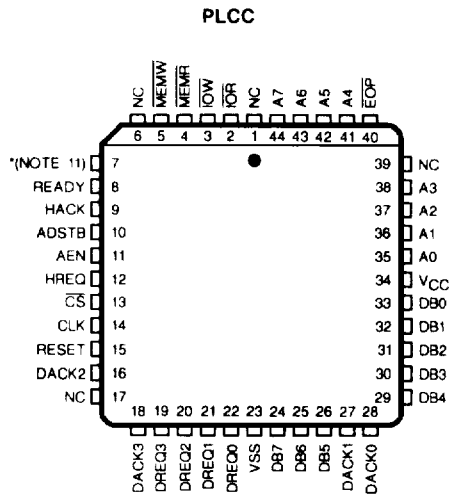 PLCC
NC MEMW MEMR IOW IOR NC A7 A6 A5 A4 EOP
6 5 4 3 2 1 44 43 42 41 40
*(NOTE 11) 7 39 NC
READY 8 38 A3
HACK 9 37 A2
ADSTB 10 36 A1
AEN 11 35 A0
HREQ 12 34 VCC
CS 13 33 DB0
CLK 14 32 DB1
RESET 15 31 DB2
DACK2 16 30 DB3
NC 17 29 DB4
18 19 20 21 22 23 24 25 26 27 28
DACK3 DREQ3 DREQ2 DREQ1 DREQ0 VSS DB7 DB6 DB5 DACK1 DACK0